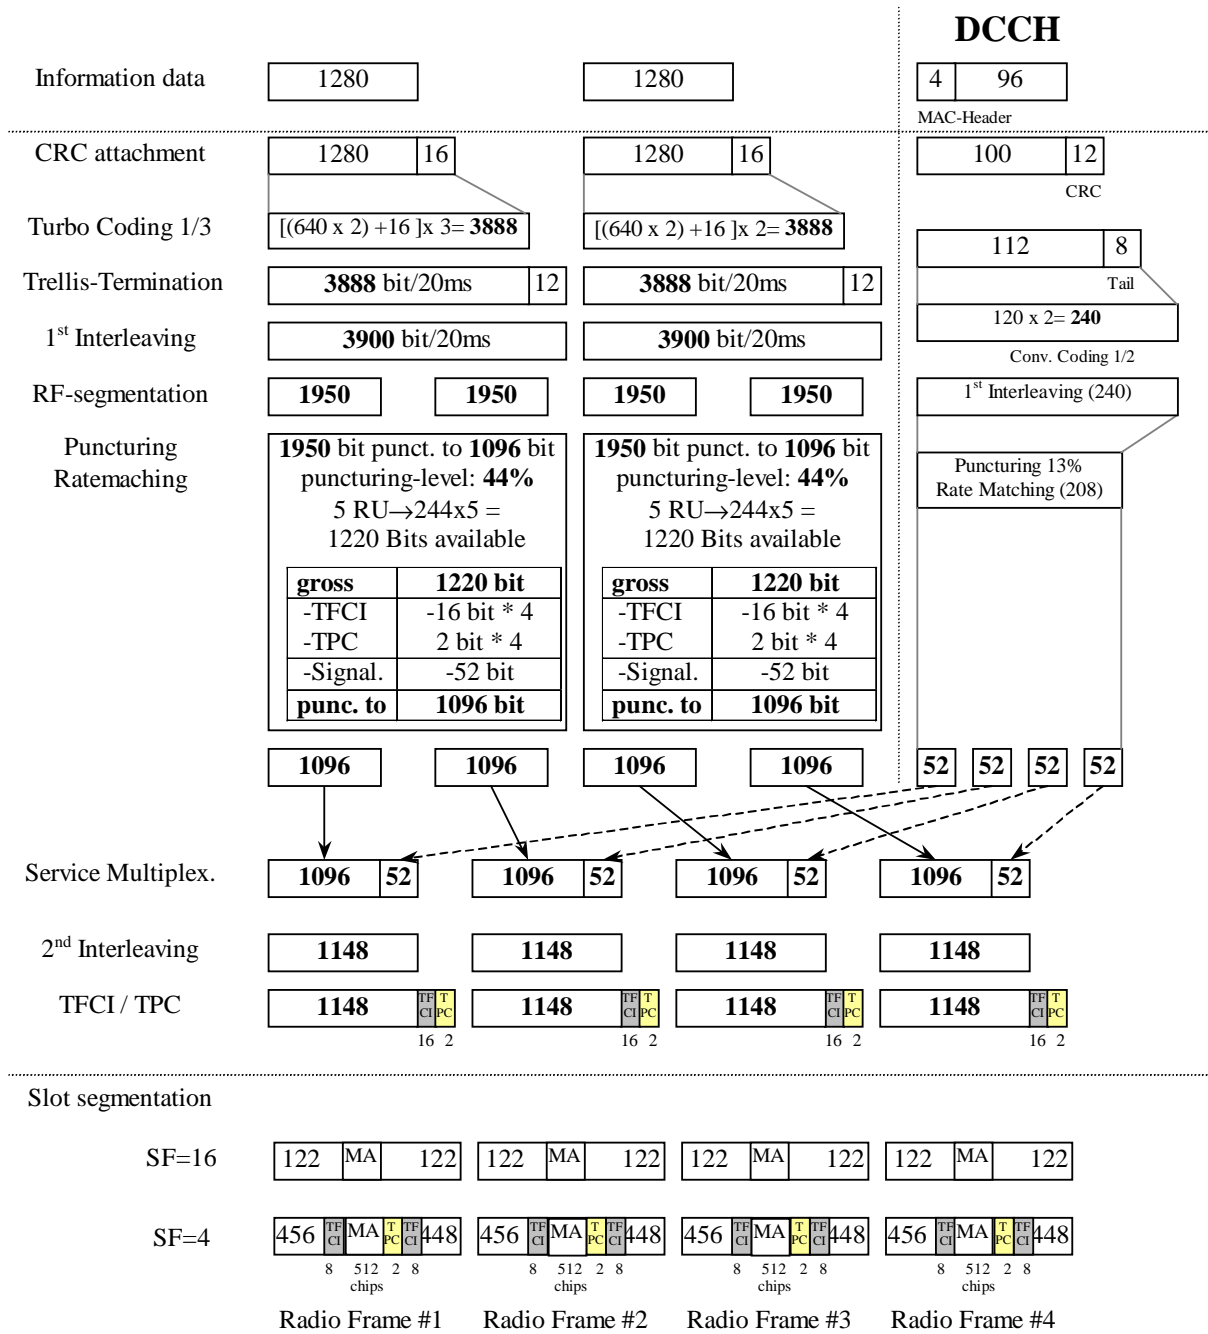 DCCH
Information data 1280 1280 4 96
MAC-Header
CRC attachment 1280 16 1280 16 100 12
CRC
Turbo Coding 1/3 [(640 x 2) +16 ]x 3= 3888 [(640 x 2) +16 ]x 2= 3888
112 8
Trellis-Termination 3888 bit/20ms 12 3888 bit/20ms 12 Tail
120 x 2= 240
1st Interleaving 3900 bit/20ms 3900 bit/20ms
Conv. Coding 1/2
RF-segmentation 1950 1950 1950 1950 1st Interleaving (240)
Puncturing 1950 bit punct. to 1096 bit 1950 bit punct. to 1096 bit
Ratemaching puncturing-level: 44% puncturing-level: 44% Puncturing 13%
Rate Matching (208)
5 RU→244x5 = 5 RU→244x5 =
1220 Bits available 1220 Bits available
gross 1220 bit gross 1220 bit
-TFCI -16 bit * 4 -TFCI -16 bit * 4
-TPC 2 bit * 4 -TPC 2 bit * 4
-Signal. -52 bit -Signal. -52 bit
punc. to 1096 bit punc. to 1096 bit
1096 1096 1096 1096 52 52 52 52
Service Multiplex. 1096 52 1096 52 1096 52 1096 52
2nd Interleaving 1148 1148 1148 1148
TFCI / TPC 1148 TF CI T PC 1148 TF CI T PC 1148 TF CI T PC 1148 TF CI T PC
16 2 16 2 16 2 16 2
Slot segmentation
SF=16 122 MA 122 122 MA 122 122 MA 122 122 MA 122
SF=4 456 TF CI MA T PC TF CI 448 456 TF CI MA T PC TF CI 448 456 TF CI MA T PC TF CI 448 456 TF CI MA T PC TF CI 448
8 512 2 8 8 512 2 8 8 512 2 8 8 512 2 8
chips chips chips chips
Radio Frame #1 Radio Frame #2 Radio Frame #3 Radio Frame #4